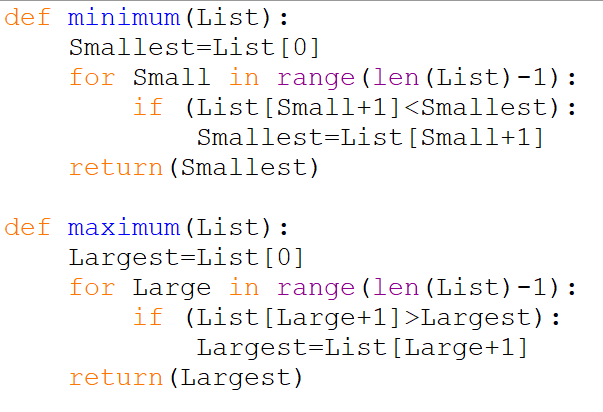 def minimum(List):
    Smallest=List[0]
    for Small in range(len(List)-1):
        if (List[Small+1]<Smallest):
            Smallest=List[Small+1]
    return(Smallest)

def maximum(List):
    Largest=List[0]
    for Large in range(len(List)-1):
        if (List[Large+1]>Largest):
            Largest=List[Large+1]
    return(Largest)